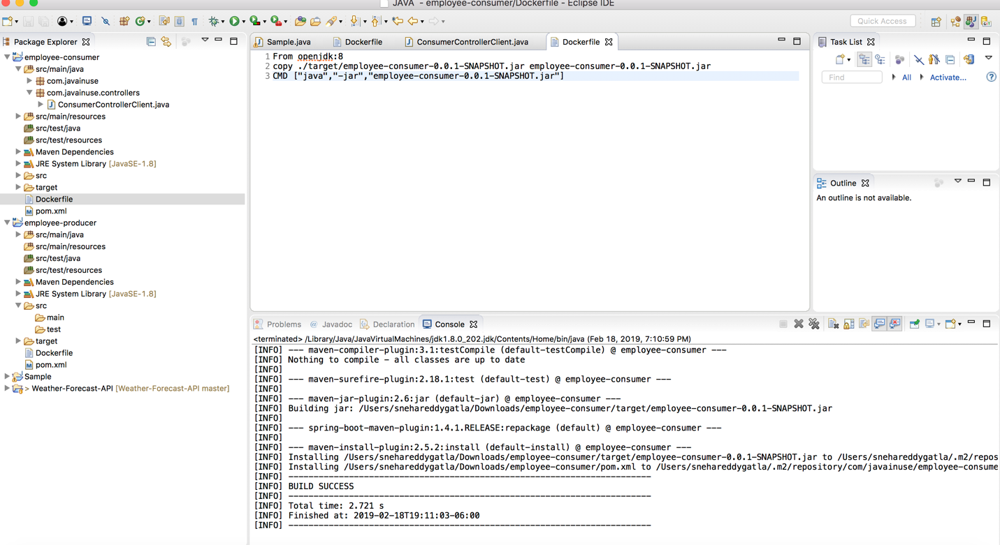 JAVA - employee-consumer/Dockerfile - Eclipse IDE
Quick Access
GIT
Package Explorer
employee-consumer
src/main/java
com.javainuse
com.javainuse.controllers
ConsumerControllerClient.java
src/main/resources
src/test/java
src/test/resources
Maven Dependencies
JRE System Library [JavaSE-1.8]
src
target
Dockerfile
pom.xml
employee-producer
src/main/java
src/main/resources
src/test/java
src/test/resources
Maven Dependencies
JRE System Library [JavaSE-1.8]
src
main
test
target
Dockerfile
pom.xml
Sample
> Weather-Forecast-API [Weather-Forecast-API master]
Sample.java
Dockerfile
ConsumerControllerClient.java
Dockerfile
1 From openjdk:8
2 copy ./target/employee-consumer-0.0.1-SNAPSHOT.jar employee-consumer-0.0.1-SNAPSHOT.jar
3 CMD ["java","-jar","employee-consumer-0.0.1-SNAPSHOT.jar"]
Task List
Find
All
Activate...
?
Outline
An outline is not available.
Problems
@ Javadoc
Declaration
Console
<terminated> /Library/Java/JavaVirtualMachines/jdk1.8.0_202.jdk/Contents/Home/bin/java (Feb 18, 2019, 7:10:59 PM)
[INFO] --- maven-compiler-plugin:3.1:testCompile (default-testCompile) @ employee-consumer ---
[INFO] Nothing to compile - all classes are up to date
[INFO]
[INFO] --- maven-surefire-plugin:2.18.1:test (default-test) @ employee-consumer ---
[INFO]
[INFO] --- maven-jar-plugin:2.6:jar (default-jar) @ employee-consumer ---
[INFO] Building jar: /Users/snehareddygatla/Downloads/employee-consumer/target/employee-consumer-0.0.1-SNAPSHOT.jar
[INFO]
[INFO] --- spring-boot-maven-plugin:1.4.1.RELEASE:repackage (default) @ employee-consumer ---
[INFO]
[INFO] --- maven-install-plugin:2.5.2:install (default-install) @ employee-consumer ---
[INFO] Installing /Users/snehareddygatla/Downloads/employee-consumer/target/employee-consumer-0.0.1-SNAPSHOT.jar to /Users/snehareddygatla/.m2/repos
[INFO] Installing /Users/snehareddygatla/Downloads/employee-consumer/pom.xml to /Users/snehareddygatla/.m2/repository/com/javainuse/employee-consume
[INFO] ------------------------------------------------------------------------
[INFO] BUILD SUCCESS
[INFO] ------------------------------------------------------------------------
[INFO] Total time: 2.721 s
[INFO] Finished at: 2019-02-18T19:11:03-06:00
[INFO] ------------------------------------------------------------------------